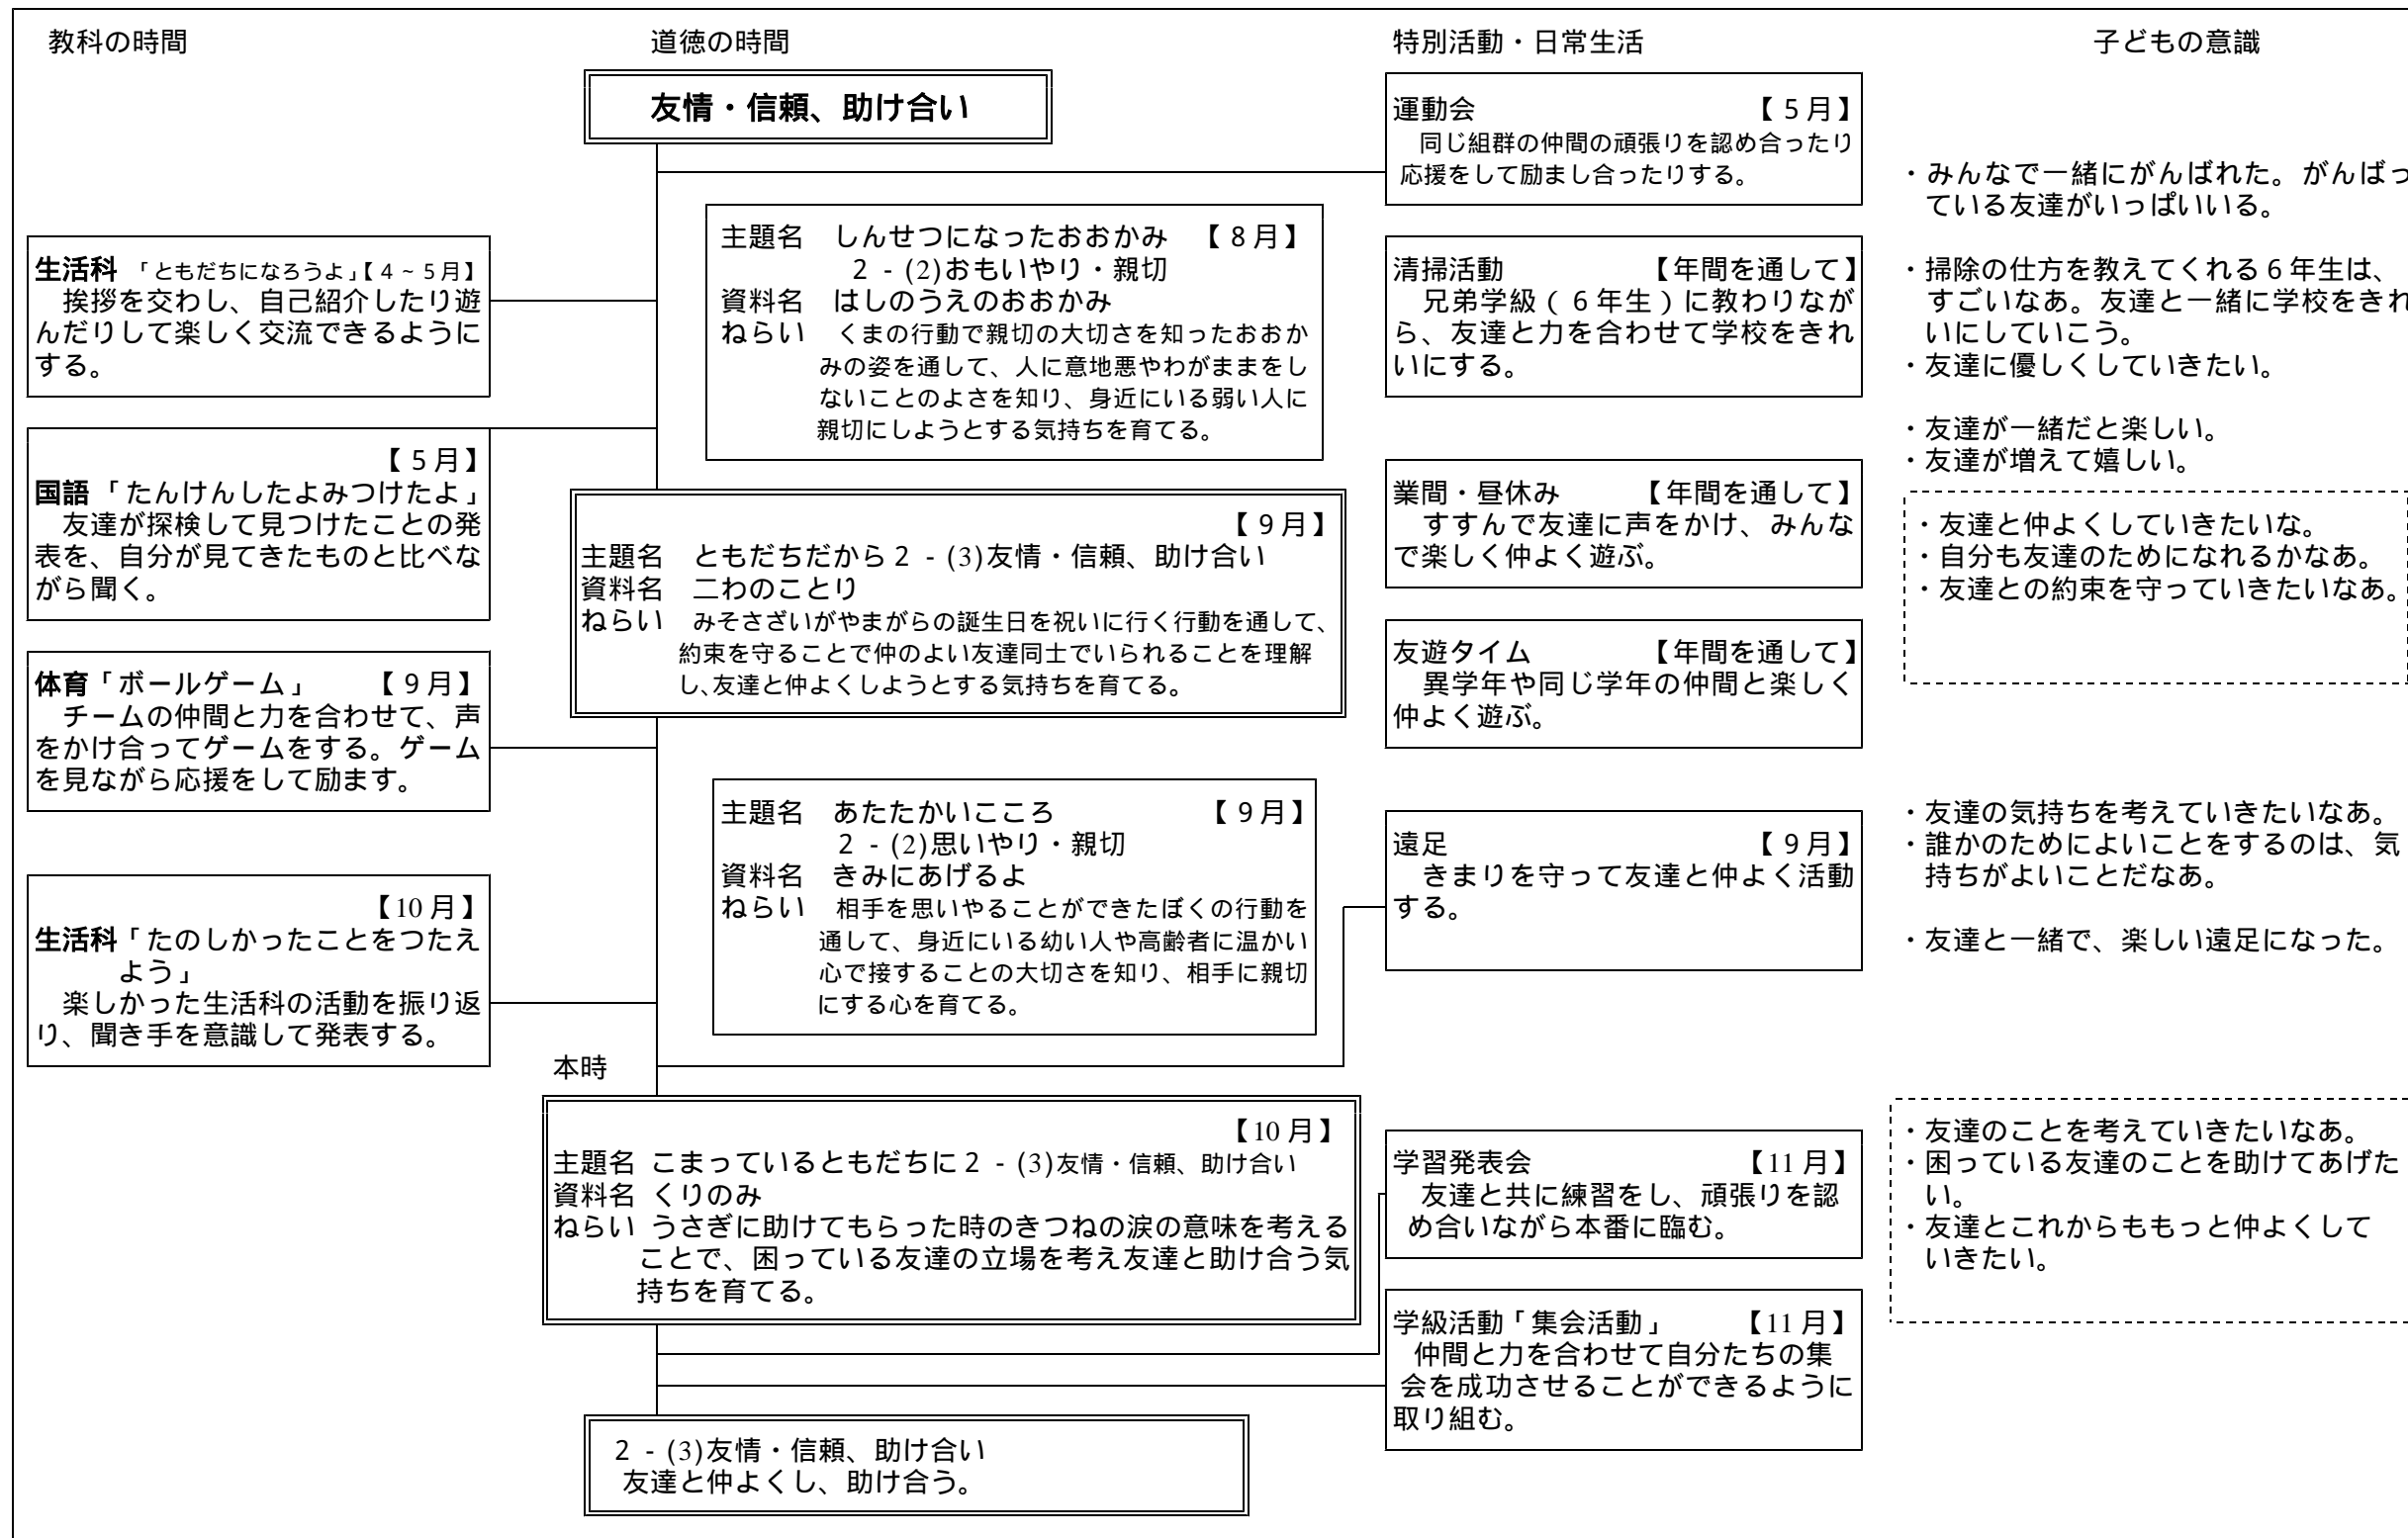 教科の時間
道徳の時間
特別活動・日常生活
子どもの意識
友情・信頼、助け合い
生活科 「ともだちになろうよ」【4~5月】
挨拶を交わし、自己紹介したり遊
んだりして楽しく交流できるように
する。
【5月】
国語「たんけんしたよみつけたよ」
友達が探検して見つけたことの発
表を、自分が見てきたものと比べな
がら聞く。
体育「ボールゲーム」 【9月】
チームの仲間と力を合わせて、声
をかけ合ってゲームをする。ゲーム
を見ながら応援をして励ます。
【10月】
生活科「たのしかったことをつたえ
よう」
楽しかった生活科の活動を振り返
り、聞き手を意識して発表する。
主題名 しんせつになったおおかみ 【8月】
2-(2)おもいやり・親切
資料名 はしのうえのおおかみ
ねらい くまの行動で親切の大切さを知ったおおか
みの姿を通して、人に意地悪やわがままをし
ないことのよさを知り、身近にいる弱い人に
親切にしようとする気持ちを育てる。
【9月】
主題名 ともだちだから2-(3)友情・信頼、助け合い
資料名 二わのことり
ねらい みそさざいがやまがらの誕生日を祝いに行く行動を通して、
約束を守ることで仲のよい友達同士でいられることを理解
し、友達と仲よくしようとする気持ちを育てる。
主題名 あたたかいこころ 【9月】
2-(2)思いやり・親切
資料名 きみにあげるよ
ねらい 相手を思いやることができたぼくの行動を
通して、身近にいる幼い人や高齢者に温かい
心で接することの大切さを知り、相手に親切
にする心を育てる。
本時
【10月】
主題名 こまっているともだちに2-(3)友情・信頼、助け合い
資料名 くりのみ
ねらい うさぎに助けてもらった時のきつねの涙の意味を考える
ことで、困っている友達の立場を考え友達と助け合う気
持ちを育てる。
2-(3)友情・信頼、助け合い
友達と仲よくし、助け合う。
運動会 【5月】
同じ組群の仲間の頑張りを認め合ったり
応援をして励まし合ったりする。
清掃活動 【年間を通して】
兄弟学級(6年生)に教わりなが
ら、友達と力を合わせて学校をきれ
いにする。
業間・昼休み 【年間を通して】
すすんで友達に声をかけ、みんな
で楽しく仲よく遊ぶ。
友遊タイム 【年間を通して】
異学年や同じ学年の仲間と楽しく
仲よく遊ぶ。
遠足 【9月】
きまりを守って友達と仲よく活動
する。
学習発表会 【11月】
友達と共に練習をし、頑張りを認
め合いながら本番に臨む。
学級活動「集会活動」 【11月】
仲間と力を合わせて自分たちの集
会を成功させることができるように
取り組む。
・みんなで一緒にがんばれた。がんばっ
ている友達がいっぱいいる。
・掃除の仕方を教えてくれる6年生は、
すごいなあ。友達と一緒に学校をきれ
いにしていこう。
・友達に優しくしていきたい。
・友達が一緒だと楽しい。
・友達が増えて嬉しい。
・友達と仲よくしていきたいな。
・自分も友達のためになれるかなあ。
・友達との約束を守っていきたいなあ。
・友達の気持ちを考えていきたいなあ。
・誰かのためによいことをするのは、気
持ちがよいことだなあ。
・友達と一緒で、楽しい遠足になった。
・友達のことを考えていきたいなあ。
・困っている友達のことを助けてあげた
い。
・友達とこれからももっと仲よくして
いきたい。